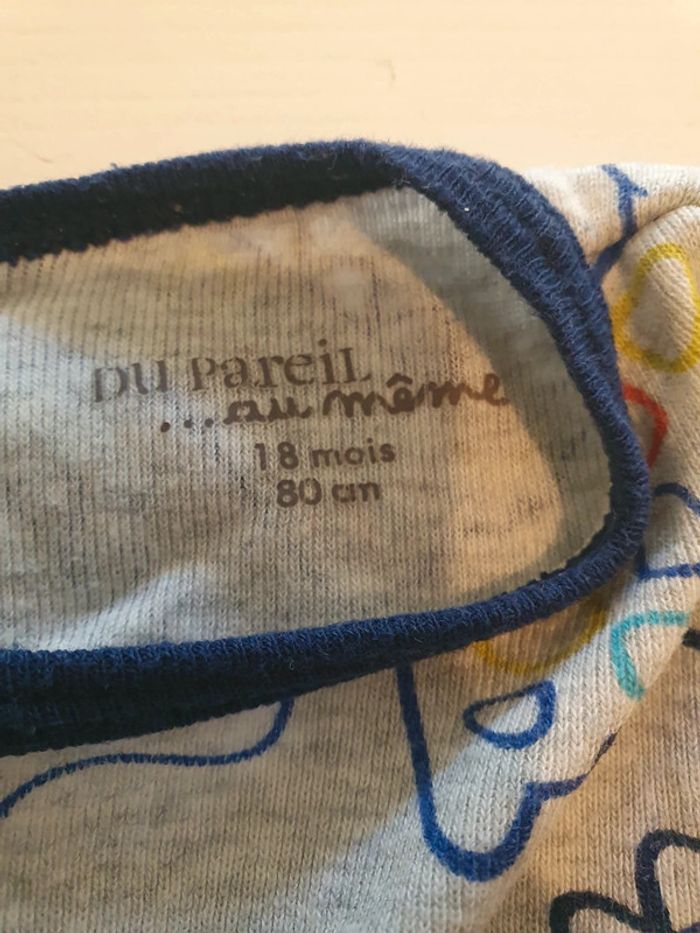 DU PareiL
...au même
18 mois
80 cm